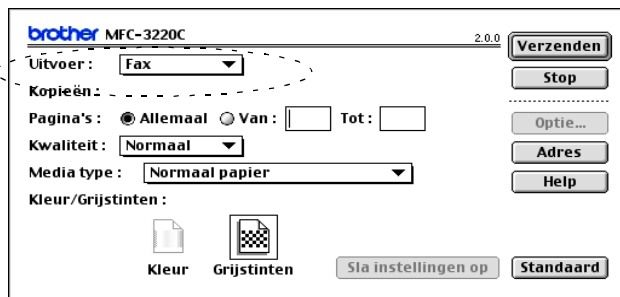 brother MFC-3220C 2.0.0
Verzenden
Uitvoer : Fax
Stop
Kopieën :
Pagina's : Allemaal Van : Tot :
Optie...
Kwaliteit : Normaal
Adres
Media type : Normaal papier
Help
Kleur/Grijstinten :
Kleur Grijstinten
Sla instellingen op Standaard